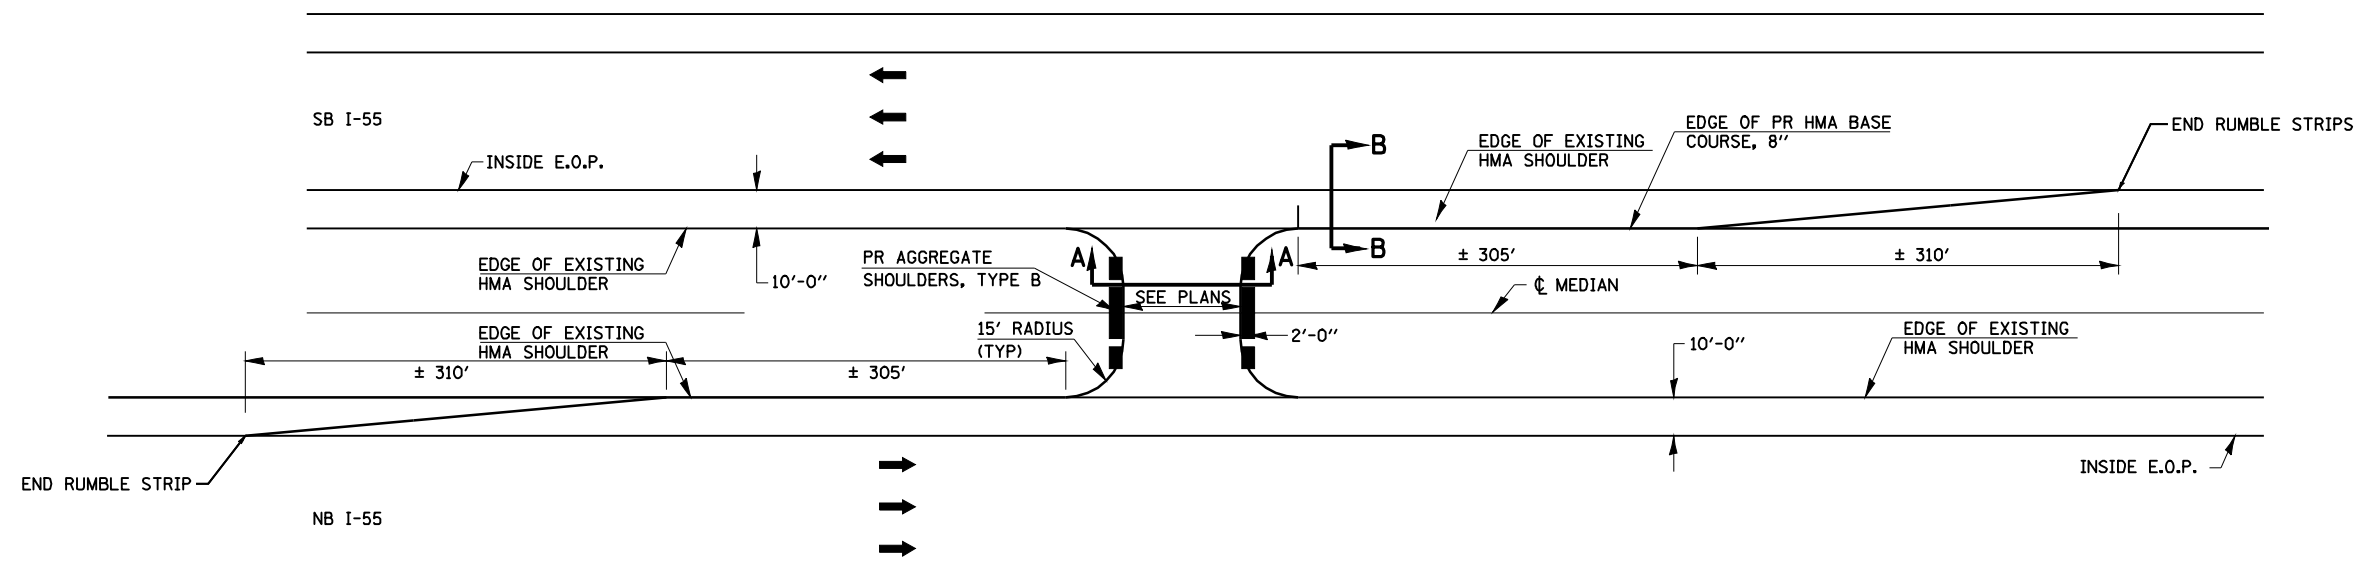 SB I-55
INSIDE E.O.P.
B
EDGE OF EXISTING
HMA SHOULDER
EDGE OF PR HMA BASE
COURSE, 8"
END RUMBLE STRIPS
EDGE OF EXISTING
HMA SHOULDER
10'-0"
PR AGGREGATE
SHOULDERS, TYPE B
A
A
B
± 305'
± 310'
SEE PLANS
℄ MEDIAN
EDGE OF EXISTING
HMA SHOULDER
15' RADIUS
(TYP)
2'-0"
10'-0"
EDGE OF EXISTING
HMA SHOULDER
± 310'
± 305'
END RUMBLE STRIP
INSIDE E.O.P.
NB I-55